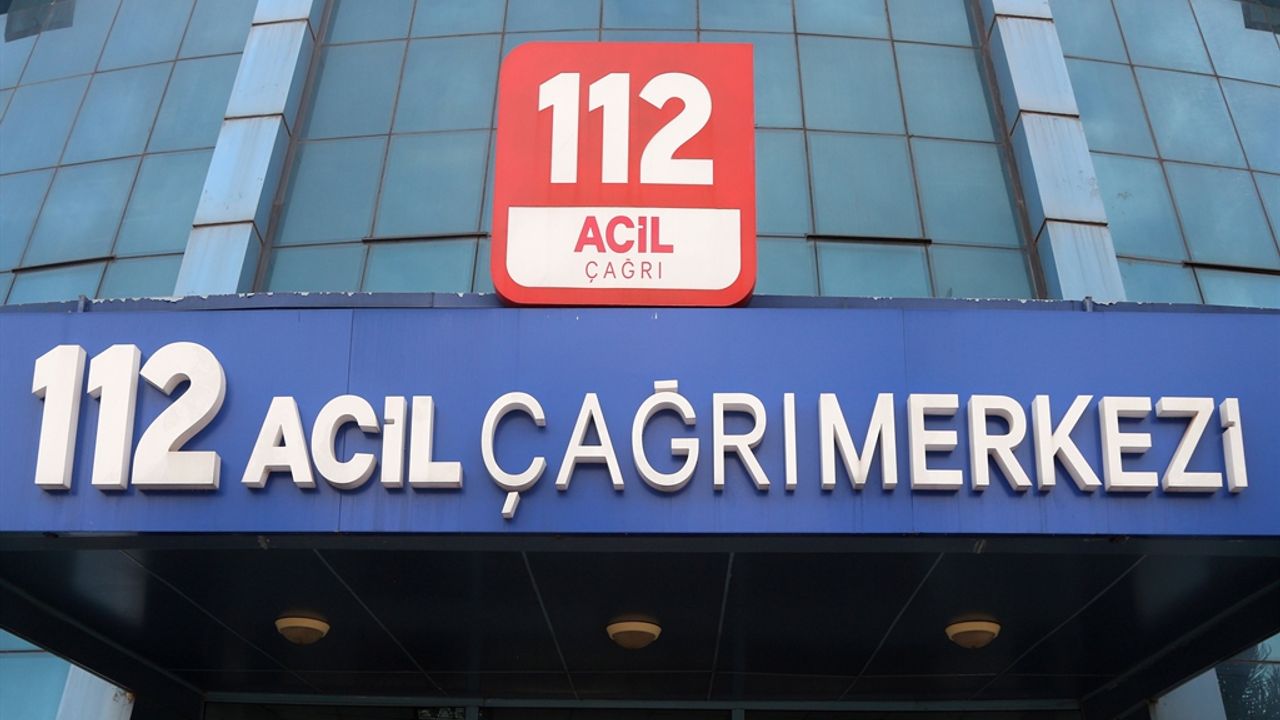 112
ACİL
ÇAĞRI
112 ACİL ÇAĞRI MERKEZİ